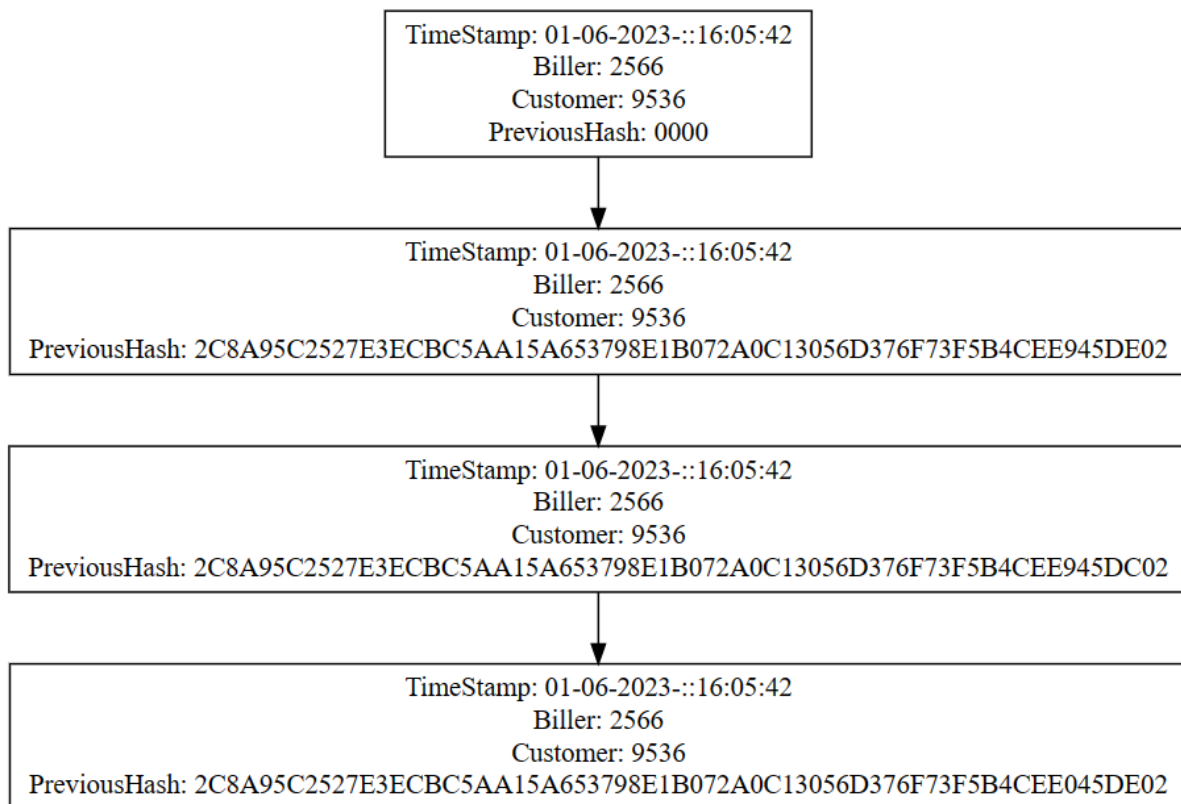 TimeStamp: 01-06-2023-::16:05:42
Biller: 2566
Customer: 9536
PreviousHash: 0000
TimeStamp: 01-06-2023-::16:05:42
Biller: 2566
Customer: 9536
PreviousHash: 2C8A95C2527E3ECBC5AA15A653798E1B072A0C13056D376F73F5B4CEE945DE02
TimeStamp: 01-06-2023-::16:05:42
Biller: 2566
Customer: 9536
PreviousHash: 2C8A95C2527E3ECBC5AA15A653798E1B072A0C13056D376F73F5B4CEE945DC02
TimeStamp: 01-06-2023-::16:05:42
Biller: 2566
Customer: 9536
PreviousHash: 2C8A95C2527E3ECBC5AA15A653798E1B072A0C13056D376F73F5B4CEE045DE02